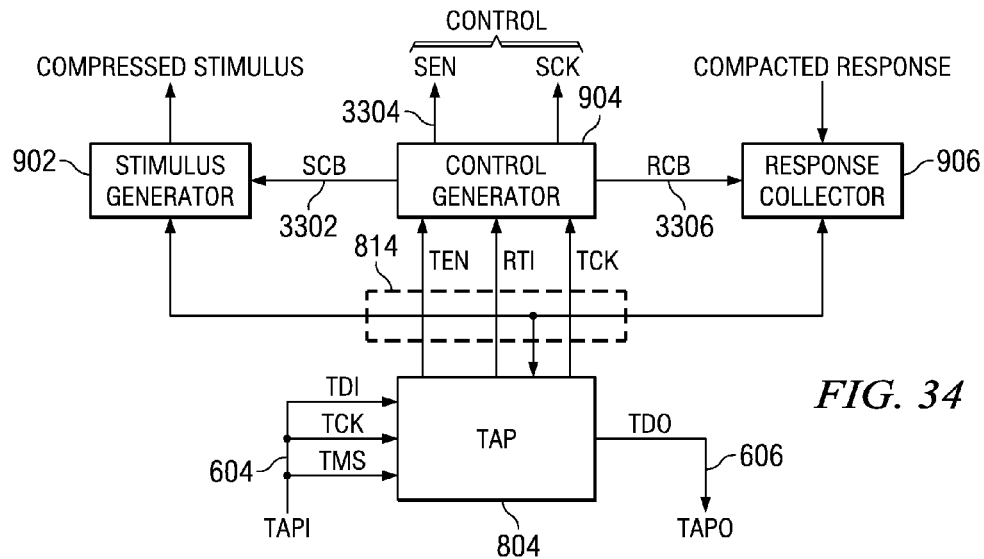 CONTROL
COMPRESSED STIMULUS
SEN
SCK
COMPACTED RESPONSE
3304
904
902
STIMULUS
GENERATOR
SCB
3302
CONTROL
GENERATOR
RCB
3306
RESPONSE
COLLECTOR
906
814
TEN
RTI
TCK
TDI
TCK
TMS
604
TAPI
TAP
804
TDO
606
TAPO
FIG. 34